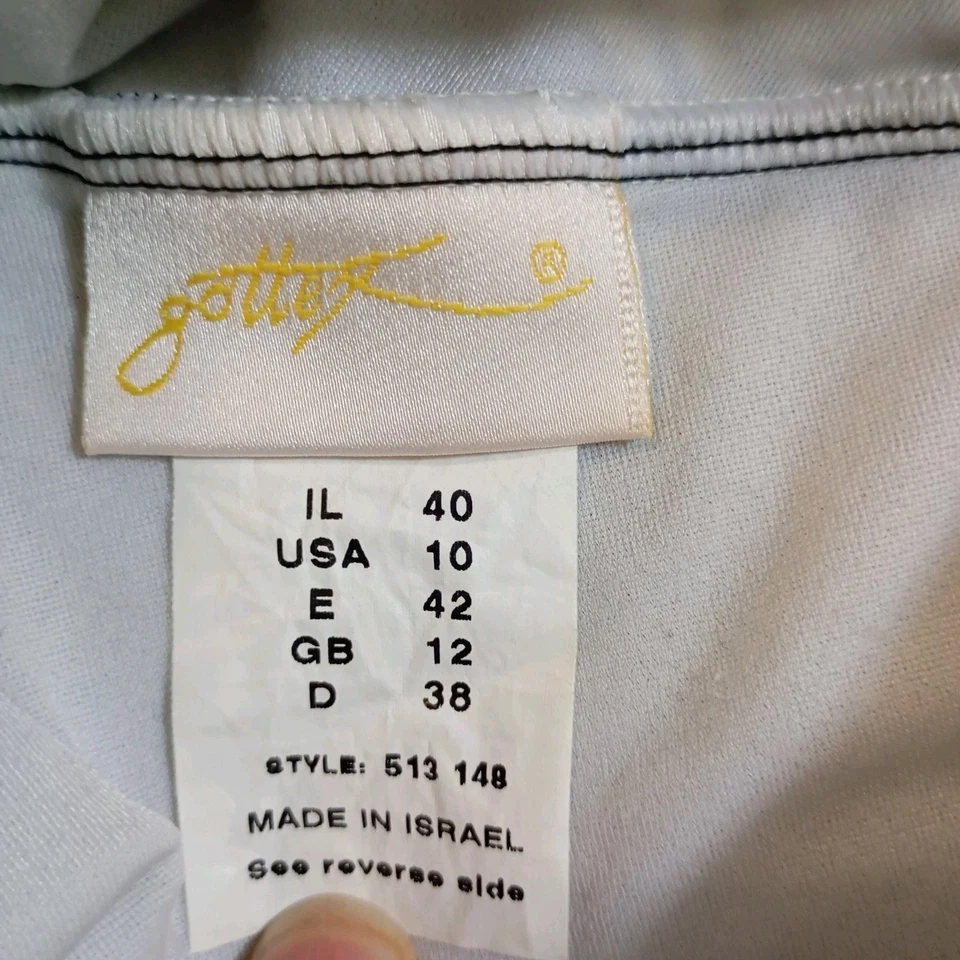 gottex ®
IL 40
USA 10
E 42
GB 12
D 38
STYLE: 513 148
MADE IN ISRAEL
See reverse side